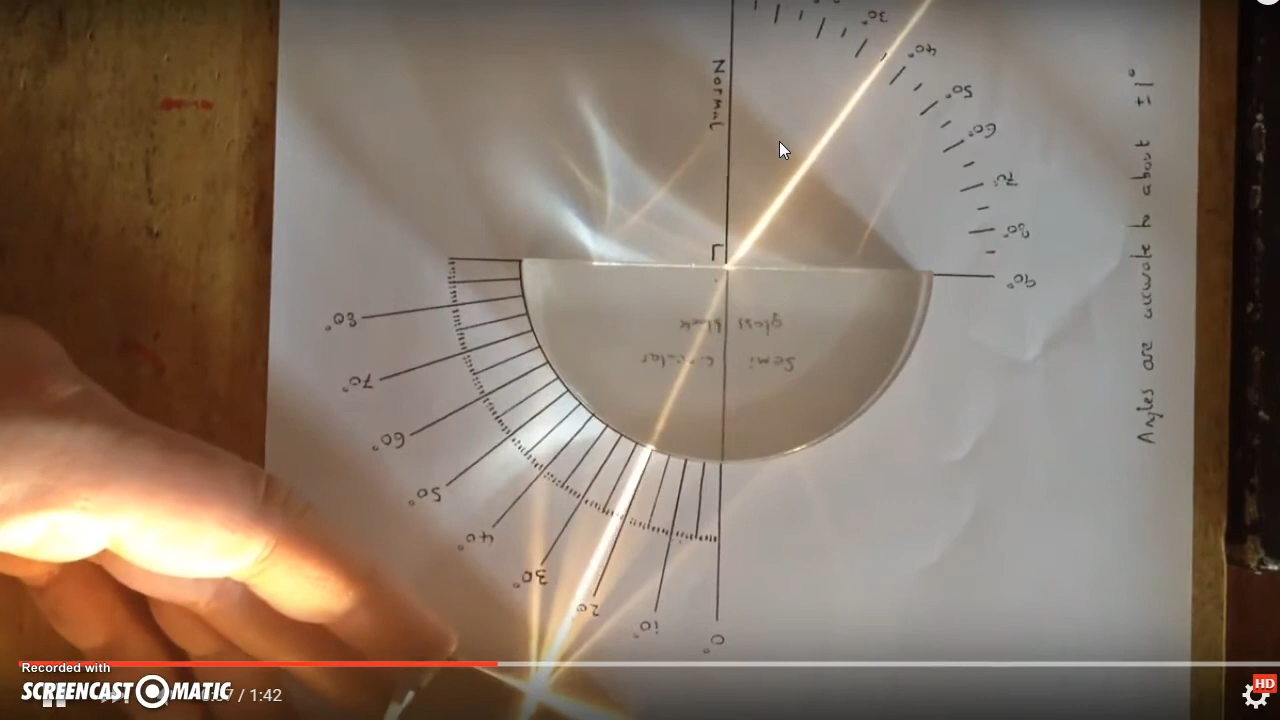 30°
40°
50°
60°
70°
80°
90°
Normal
Angles are accurate to about ±1°
glass block
Semi circular
80°
70°
60°
50°
40°
30°
20
10°
0°
Recorded with
SCREENCAST MATIC
/ 1:42
HD